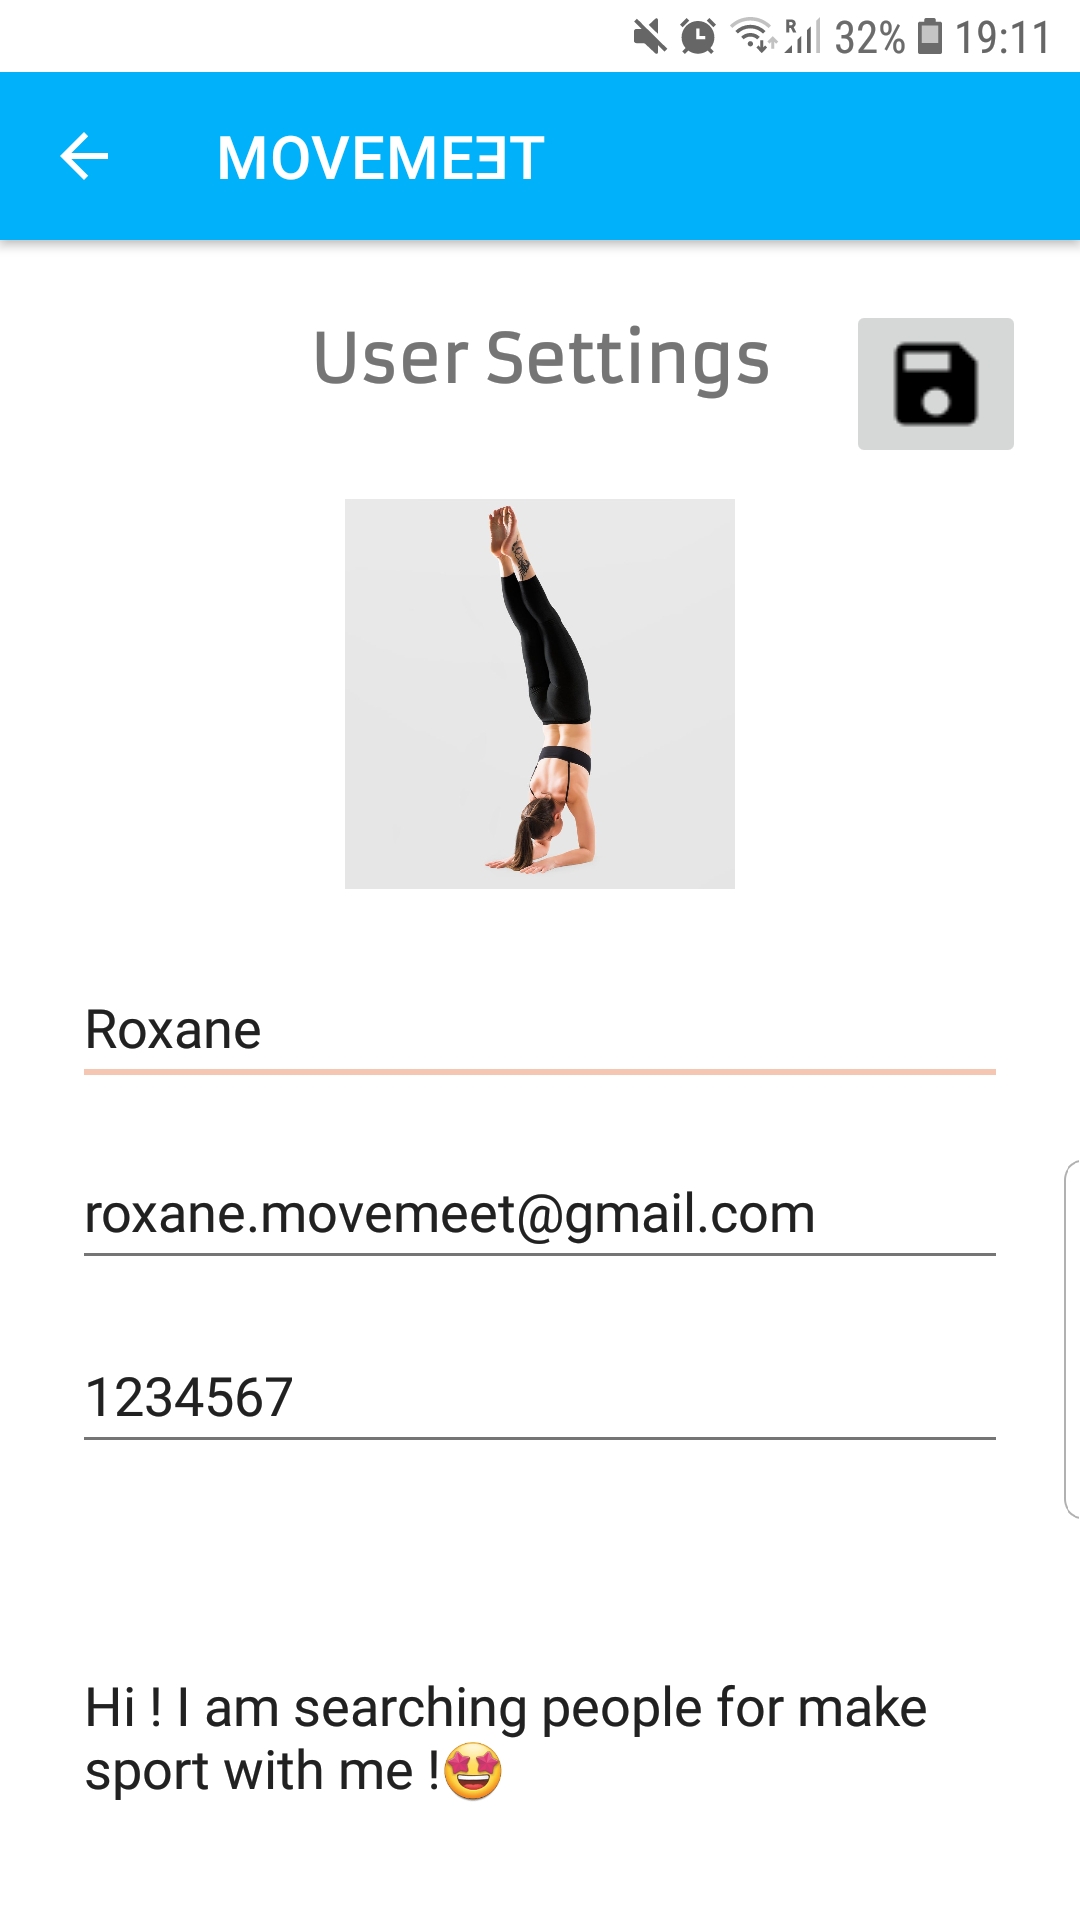 R 32% 19:11
MOVEMEƎT
User Settings
Roxane
roxane.movemeet@gmail.com
1234567
Hi ! I am searching people for make
sport with me !🤩